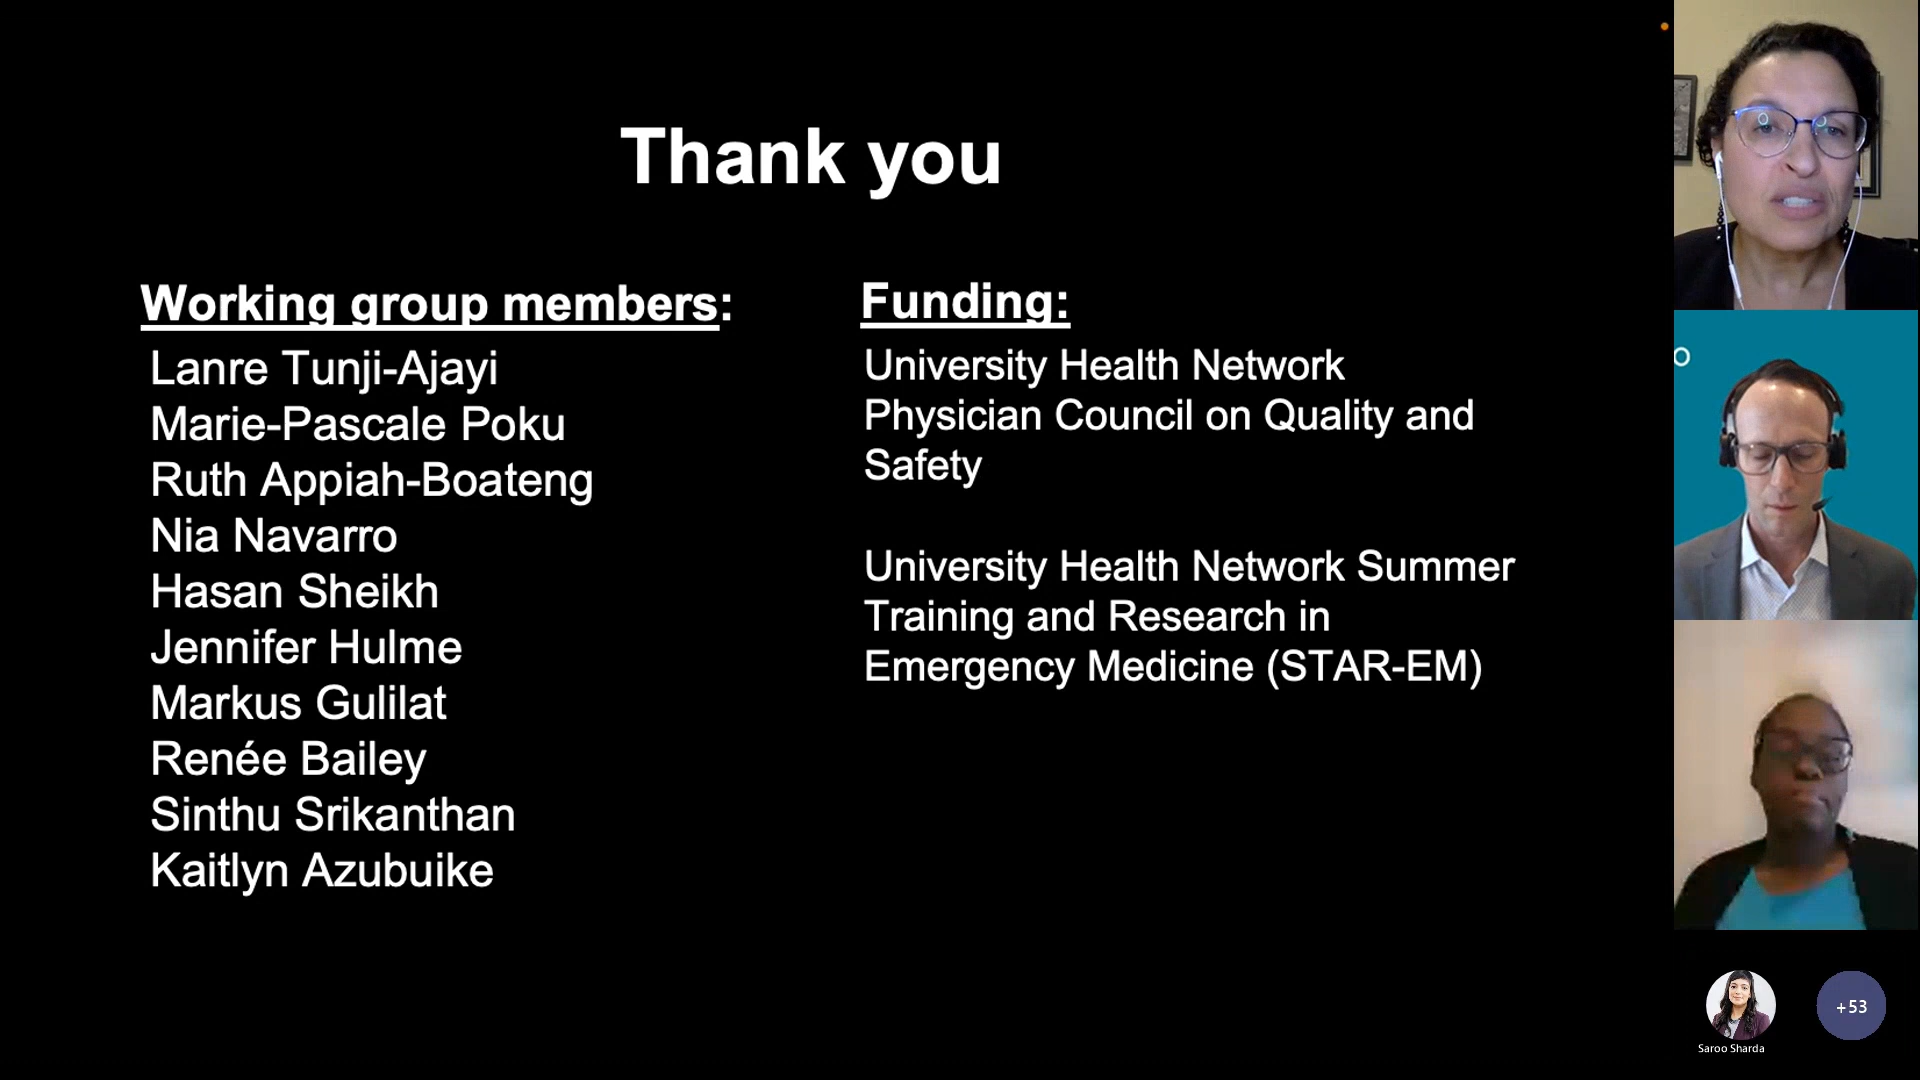 Thank you
Working group members:
Lanre Tunji-Ajayi
Marie-Pascale Poku
Ruth Appiah-Boateng
Nia Navarro
Hasan Sheikh
Jennifer Hulme
Markus Gulilat
Renée Bailey
Sinthu Srikanthan
Kaitlyn Azubuike
Funding:
University Health Network
Physician Council on Quality and
Safety
University Health Network Summer
Training and Research in
Emergency Medicine (STAR-EM)
o
Saroo Sharda
+53